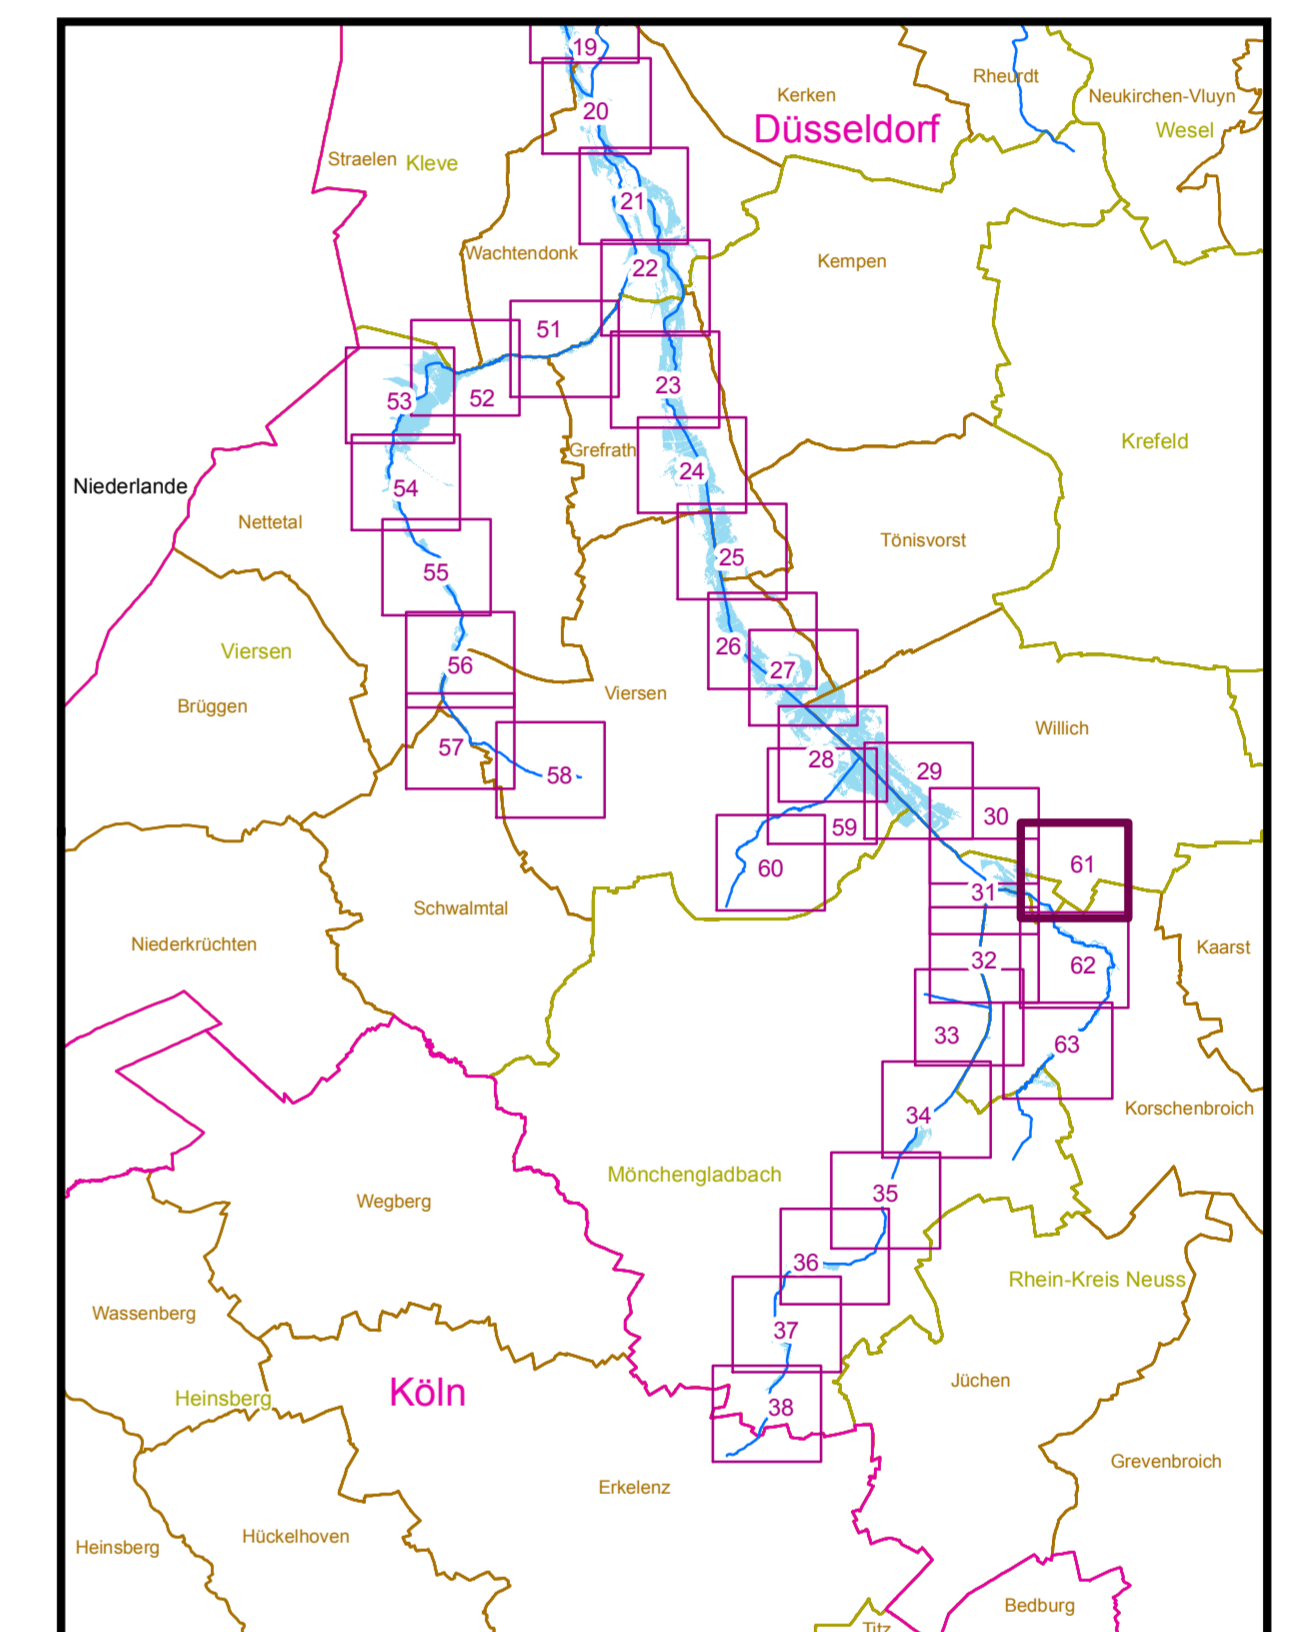 19
Rheurdt
Kerken
Neukirchen-Vluyn
20
Düsseldorf
Wesel
Straelen
Kleve
21
Wachtendonk
Kempen
22
51
23
53
52
Krefeld
Grefrath
24
Niederlande
54
Nettetal
Tönisvorst
25
55
26
Viersen
56
27
Viersen
Brüggen
Willich
57
28
29
58
30
59
61
60
31
Schwalmtal
Niederkrüchten
Kaarst
32
62
33
63
Korschenbroich
34
Mönchengladbach
35
Wegberg
36
Rhein-Kreis Neuss
Wassenberg
37
Jüchen
Köln
Heinsberg
38
Grevenbroich
Erkelenz
Hückelhoven
Heinsberg
Bedburg
Titz